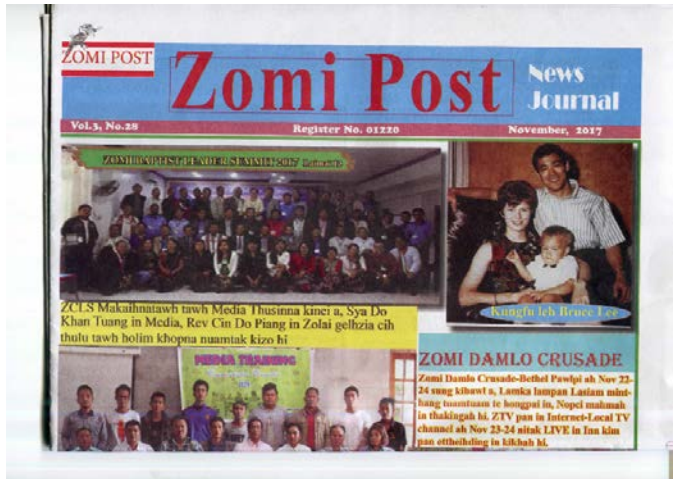 ZOMI POST
Zomi Post
News
Journal
Vol.3, No.28
Register No. 01220
November, 2017
ZOMI BAPTIST LEADER SUMMIT 2017
Kungfu leh Bruce Lee
ZCLS Makaihnatawh tawh Media Thusinna kinei a, Sya Do
Khan Tuang in Media, Rev Cin Do Piang in Zolai gelhzia cih
thulu tawh holim khopna nuamtak kizo hi
MEDIA TRAINING
ZOMI DAMLO CRUSADE
Zomi Damlo Crusade-Bethel Pawlpi ah Nov 22-
24 sung kibawl a, Lamka lampan Lasiam mint-
hang tuamtuam te hongpai in, Nopci mahmah
in thakingah hi. ZTV pan in Internet-Local TV
channel ah Nov 23-24 nitak LIVE in Inn kim
pan ettheihding in kikhah hi.